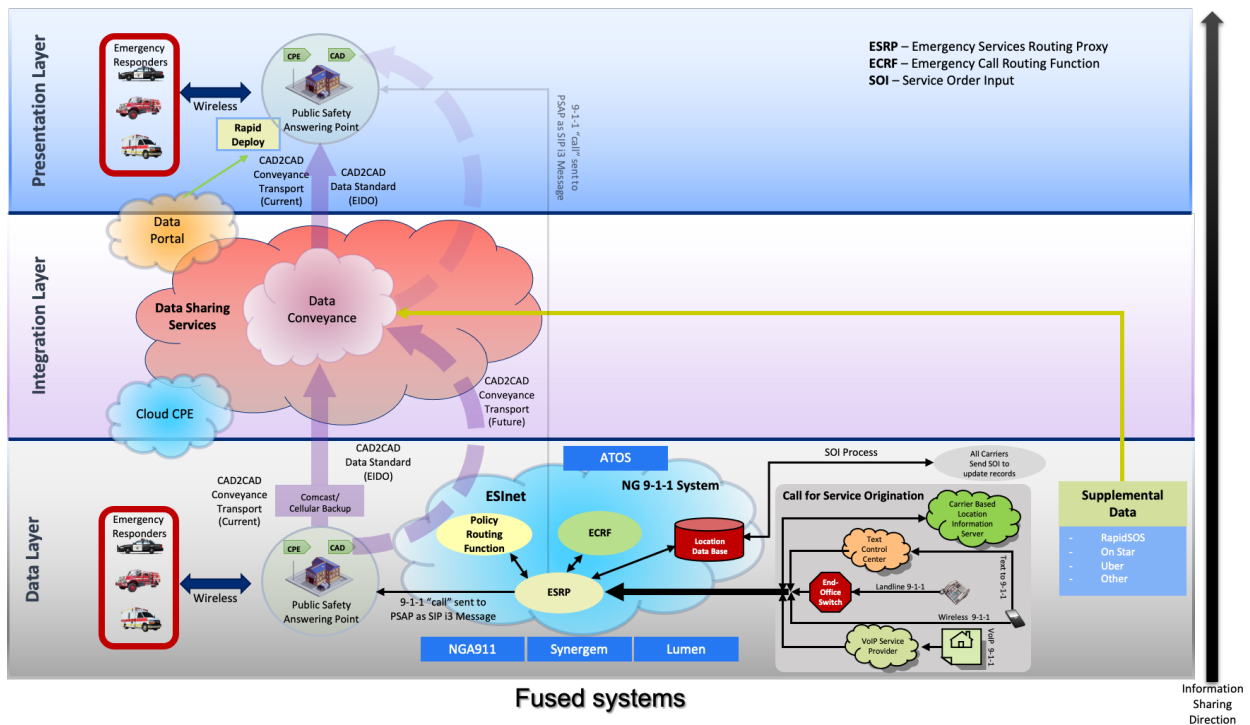 Presentation Layer
Emergency
Responders
Wireless
CPE
CAD
Public Safety
Answering Point
Rapid
Deploy
CAD2CAD
Conveyance
Transport
(Current)
CAD2CAD
Data Standard
(EIDO)
9-1-1 “call” sent to
PSAP as SIP i3 Message
ESRP – Emergency Services Routing Proxy
ECRF – Emergency Call Routing Function
SOI – Service Order Input
Integration Layer
Data
Portal
Data Sharing
Services
Data
Conveyance
Cloud CPE
CAD2CAD
Conveyance
Transport
(Future)
Data Layer
CAD2CAD
Conveyance
Transport
(Current)
CAD2CAD
Data Standard
(EIDO)
Comcast/
Cellular Backup
Emergency
Responders
Wireless
CPE
CAD
Public Safety
Answering Point
9-1-1 “call” sent to
PSAP as SIP i3 Message
ATOS
ESInet
NG 9-1-1 System
Policy
Routing
Function
ECRF
Location
Data Base
ESRP
NGA911
Synergem
Lumen
SOI Process
All Carriers
Send SOI to
update records
Call for Service Origination
Carrier Based
Location
Information
Server
Text
Control
Center
Text to 9-1-1
End-
Office
Switch
Landline 9-1-1
Wireless 9-1-1
VoIP Service
Provider
VoIP 9-1-1
Supplemental
Data
- RapidSOS
- On Star
- Uber
- Other
Fused systems
Information
Sharing
Direction